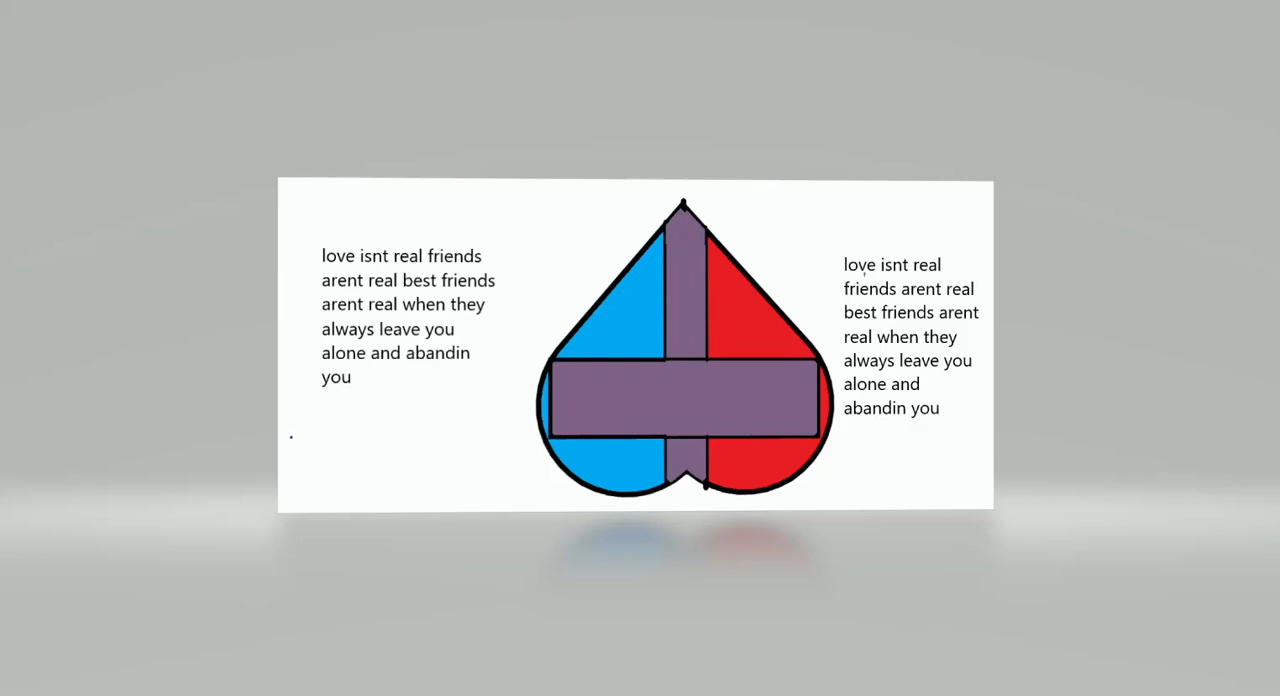 love isnt real friends
arent real best friends
arent real when they
always leave you
alone and abandin
you
love isnt real
friends arent real
best friends arent
real when they
always leave you
alone and
abandin you